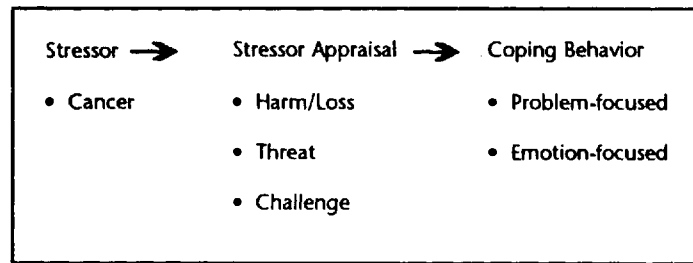 Stressor → Stressor Appraisal → Coping Behavior
• Cancer • Harm/Loss • Problem-focused
• Threat • Emotion-focused
• Challenge